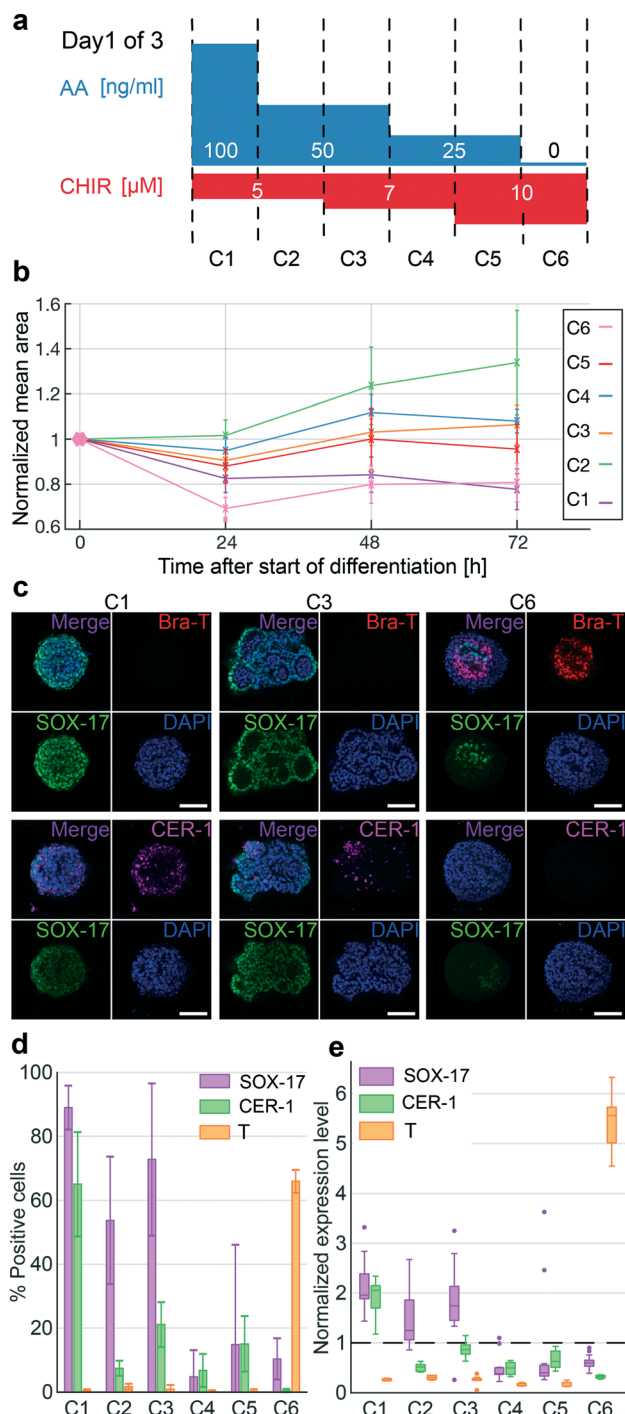 a
Day1 of 3
AA [ng/ml]
100 50 25 0
CHIR [µM]
5 7 10
C1 C2 C3 C4 C5 C6
b
Normalized mean area
1.6
1.4
1.2
1
0.8
0.6
0 24 48 72
Time after start of differentiation [h]
C6
C5
C4
C3
C2
C1
c
C1 C3 C6
Merge Bra-T Merge Bra-T Merge Bra-T
SOX-17 DAPI SOX-17 DAPI SOX-17 DAPI
Merge CER-1 Merge CER-1 Merge CER-1
SOX-17 DAPI SOX-17 DAPI SOX-17 DAPI
d
% Positive cells
100
80
60
40
20
0
SOX-17
CER-1
T
C1 C2 C3 C4 C5 C6
e
Normalized expression level
6
5
4
3
2
1
0
SOX-17
CER-1
T
C1 C2 C3 C4 C5 C6